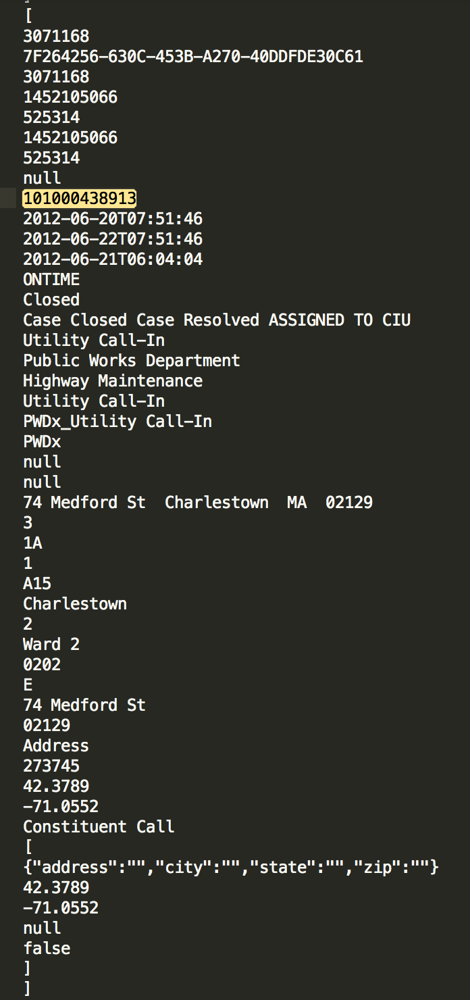 ]
[
3071168
7F264256-630C-453B-A270-40DDFDE30C61
3071168
1452105066
525314
1452105066
525314
null
101000438913
2012-06-20T07:51:46
2012-06-22T07:51:46
2012-06-21T06:04:04
ONTIME
Closed
Case Closed Case Resolved ASSIGNED TO CIU
Utility Call-In
Public Works Department
Highway Maintenance
Utility Call-In
PWDx_Utility Call-In
PWDx
null
null
74 Medford St  Charlestown  MA  02129
3
1A
1
A15
Charlestown
2
Ward 2
0202
E
74 Medford St
02129
Address
273745
42.3789
-71.0552
Constituent Call
[
{"address":"","city":"","state":"","zip":""}
42.3789
-71.0552
null
false
]
]